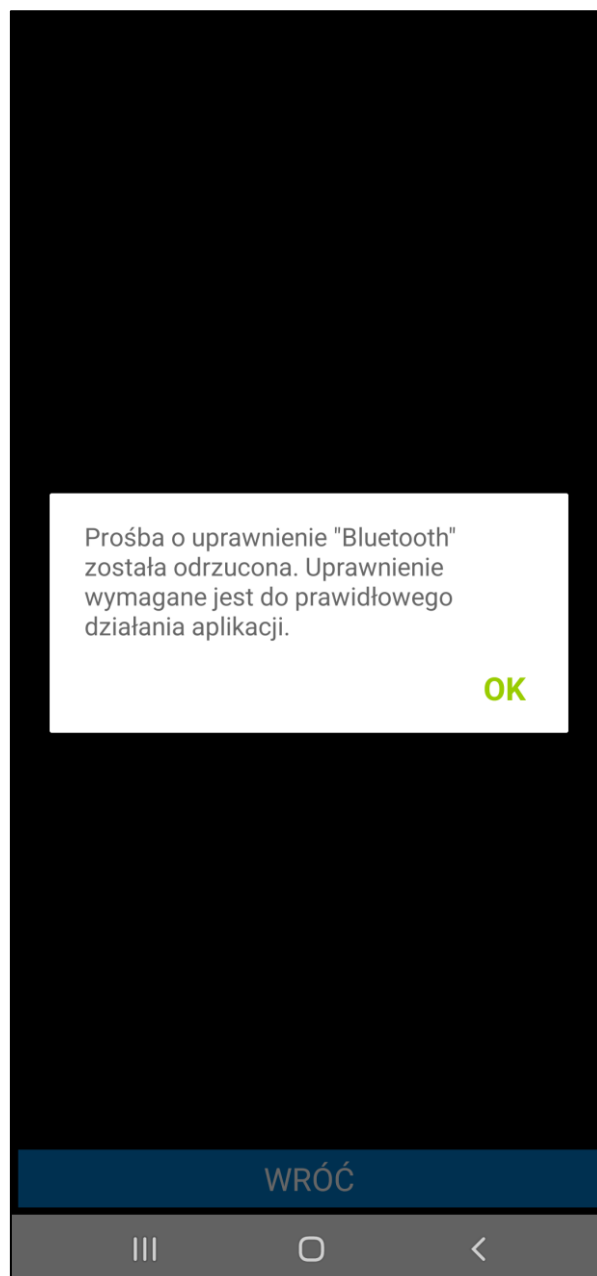 Prośba o uprawnienie "Bluetooth"
została odrzucona. Uprawnienie
wymagane jest do prawidłowego
działania aplikacji.
OK
WRÓĆ